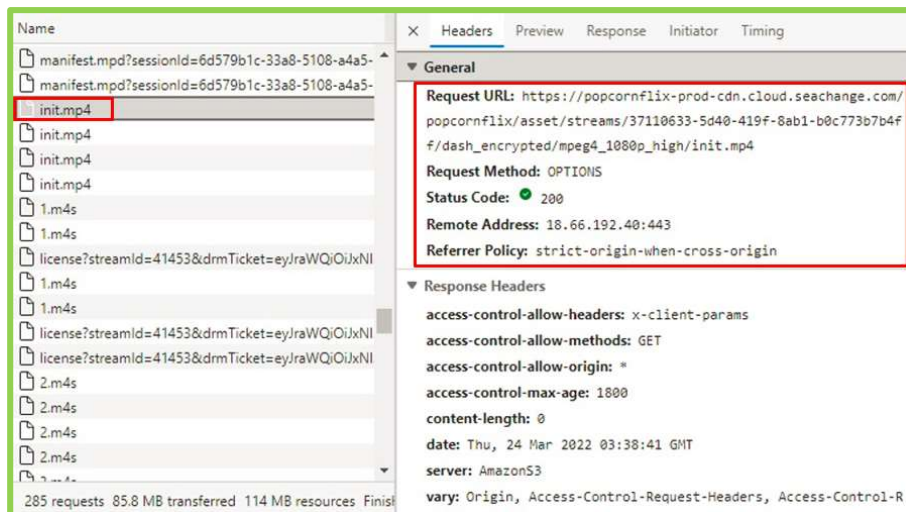 Name
manifest.mpd?sessionId=6d579b1c-33a8-5108-a4a5-
manifest.mpd?sessionId=6d579b1c-33a8-5108-a4a5-
init.mp4
init.mp4
init.mp4
init.mp4
1.m4s
1.m4s
license?streamId=41453&drmTicket=eyJraWQiOiJxNI
1.m4s
1.m4s
license?streamId=41453&drmTicket=eyJraWQiOiJxNI
license?streamId=41453&drmTicket=eyJraWQiOiJxNI
2.m4s
2.m4s
2.m4s
2.m4s
285 requests 85.8 MB transferred 114 MB resources Finish
× Headers Preview Response Initiator Timing
▼ General
Request URL: https://popcornflix-prod-cdn.cloud.seachange.com/
popcornflix/asset/streams/37110633-5d40-419f-8ab1-b0c773b7b4f
f/dash_encrypted/mpeg4_1080p_high/init.mp4
Request Method: OPTIONS
Status Code: 200
Remote Address: 18.66.192.40:443
Referrer Policy: strict-origin-when-cross-origin
▼ Response Headers
access-control-allow-headers: x-client-params
access-control-allow-methods: GET
access-control-allow-origin: *
access-control-max-age: 1800
content-length: 0
date: Thu, 24 Mar 2022 03:38:41 GMT
server: AmazonS3
vary: Origin, Access-Control-Request-Headers, Access-Control-R